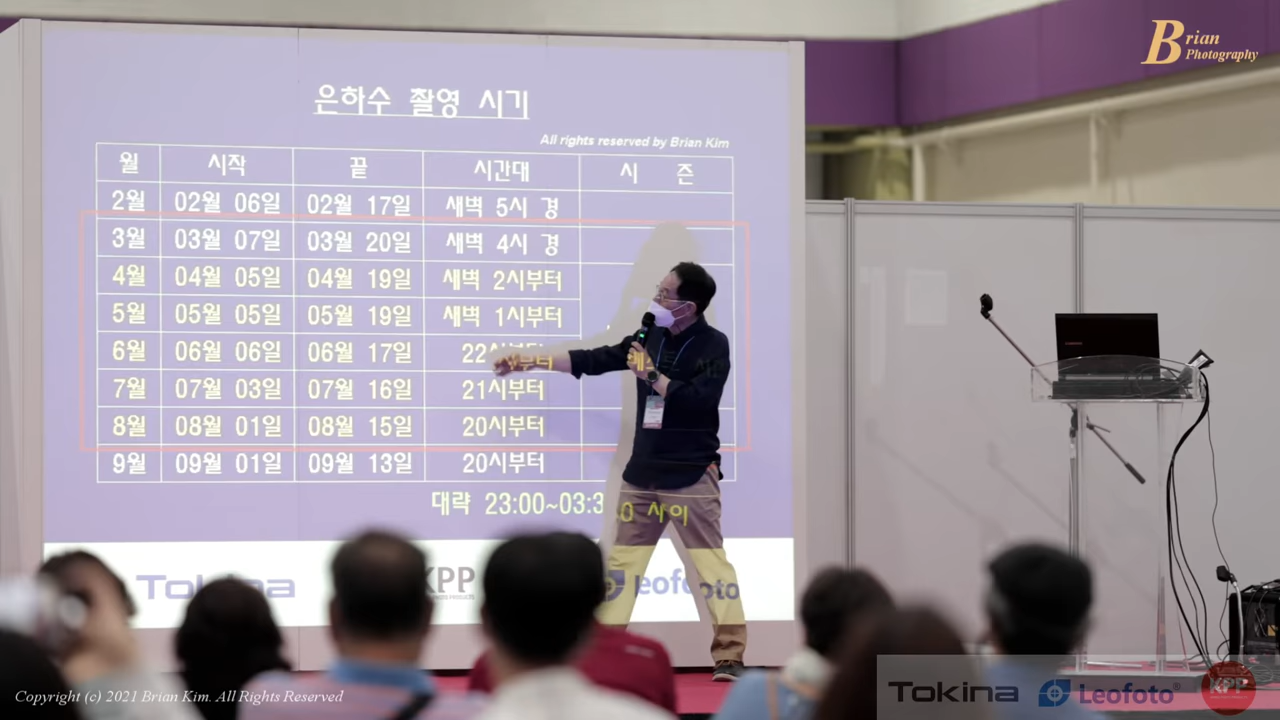 Brian
Photography
은하수 촬영 시기
All rights reserved by Brian Kim
월 시작 끝 시간대 시 즌
2월 02월 06일 02월 17일 새벽 5시 경
3월 03월 07일 03월 20일 새벽 4시 경
4월 04월 05일 04월 19일 새벽 2시부터
5월 05월 05일 05월 19일 새벽 1시부터
6월 06월 06일 06월 17일 22시부터
7월 07월 03일 07월 16일 21시부터
8월 08월 01일 08월 15일 20시부터
9월 09월 01일 09월 13일 20시부터
대략 23:00~03:30 사이
Tokina KPP Leofoto
Copyright (c) 2021 Brian Kim. All Rights Reserved
Tokina Leofoto® KPP